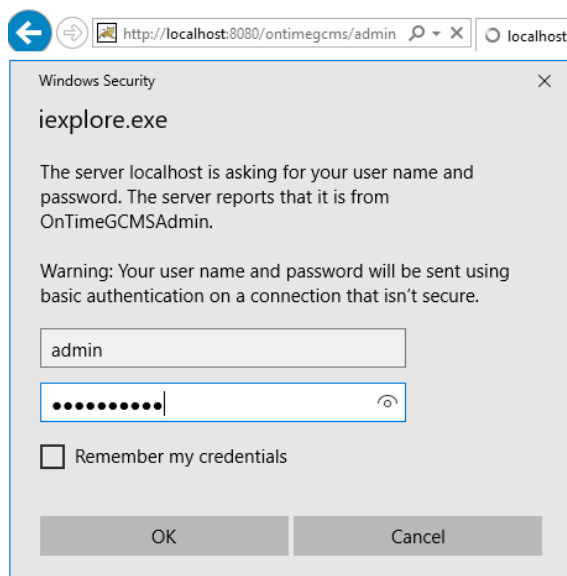 http://localhost:8080/ontimegcms/admin localhost
Windows Security
iexplore.exe
The server localhost is asking for your user name and
password. The server reports that it is from
OnTimeGCMSAdmin.
Warning: Your user name and password will be sent using
basic authentication on a connection that isn't secure.
admin
●●●●●●●●●●
Remember my credentials
OK Cancel